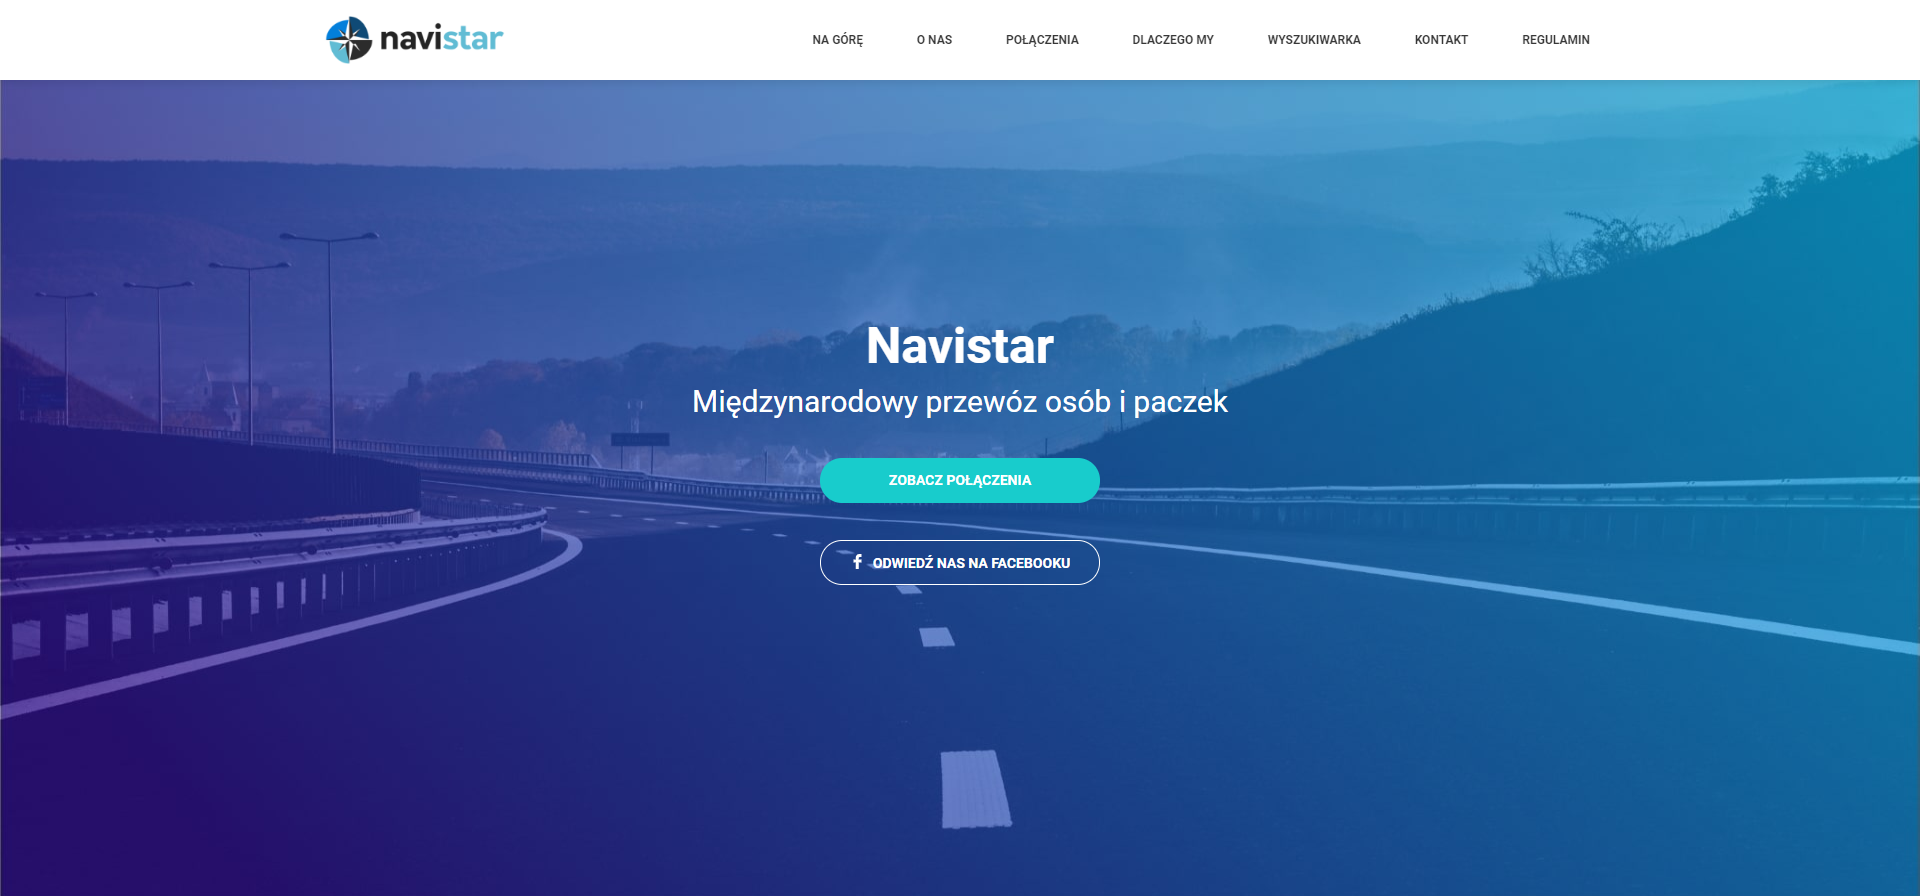 navistar
NA GÓRĘ
O NAS
POŁĄCZENIA
DLACZEGO MY
WYSZUKIWARKA
KONTAKT
REGULAMIN
Navistar
Międzynarodowy przewóz osób i paczek
ZOBACZ POŁĄCZENIA
ODWIEDŹ NAS NA FACEBOOKU